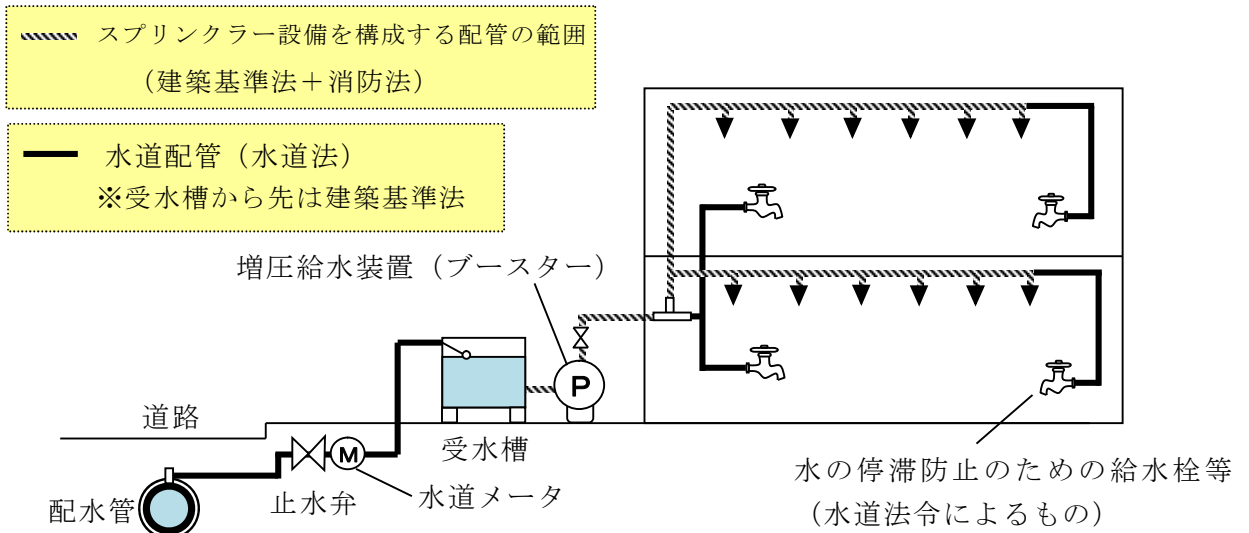 スプリンクラー設備を構成する配管の範囲
（建築基準法＋消防法）
水道配管（水道法）
※受水槽から先は建築基準法
増圧給水装置（ブースター）
P
道路
受水槽
M
水の停滞防止のための給水栓等
（水道法令によるもの）
配水管
止水弁
水道メータ